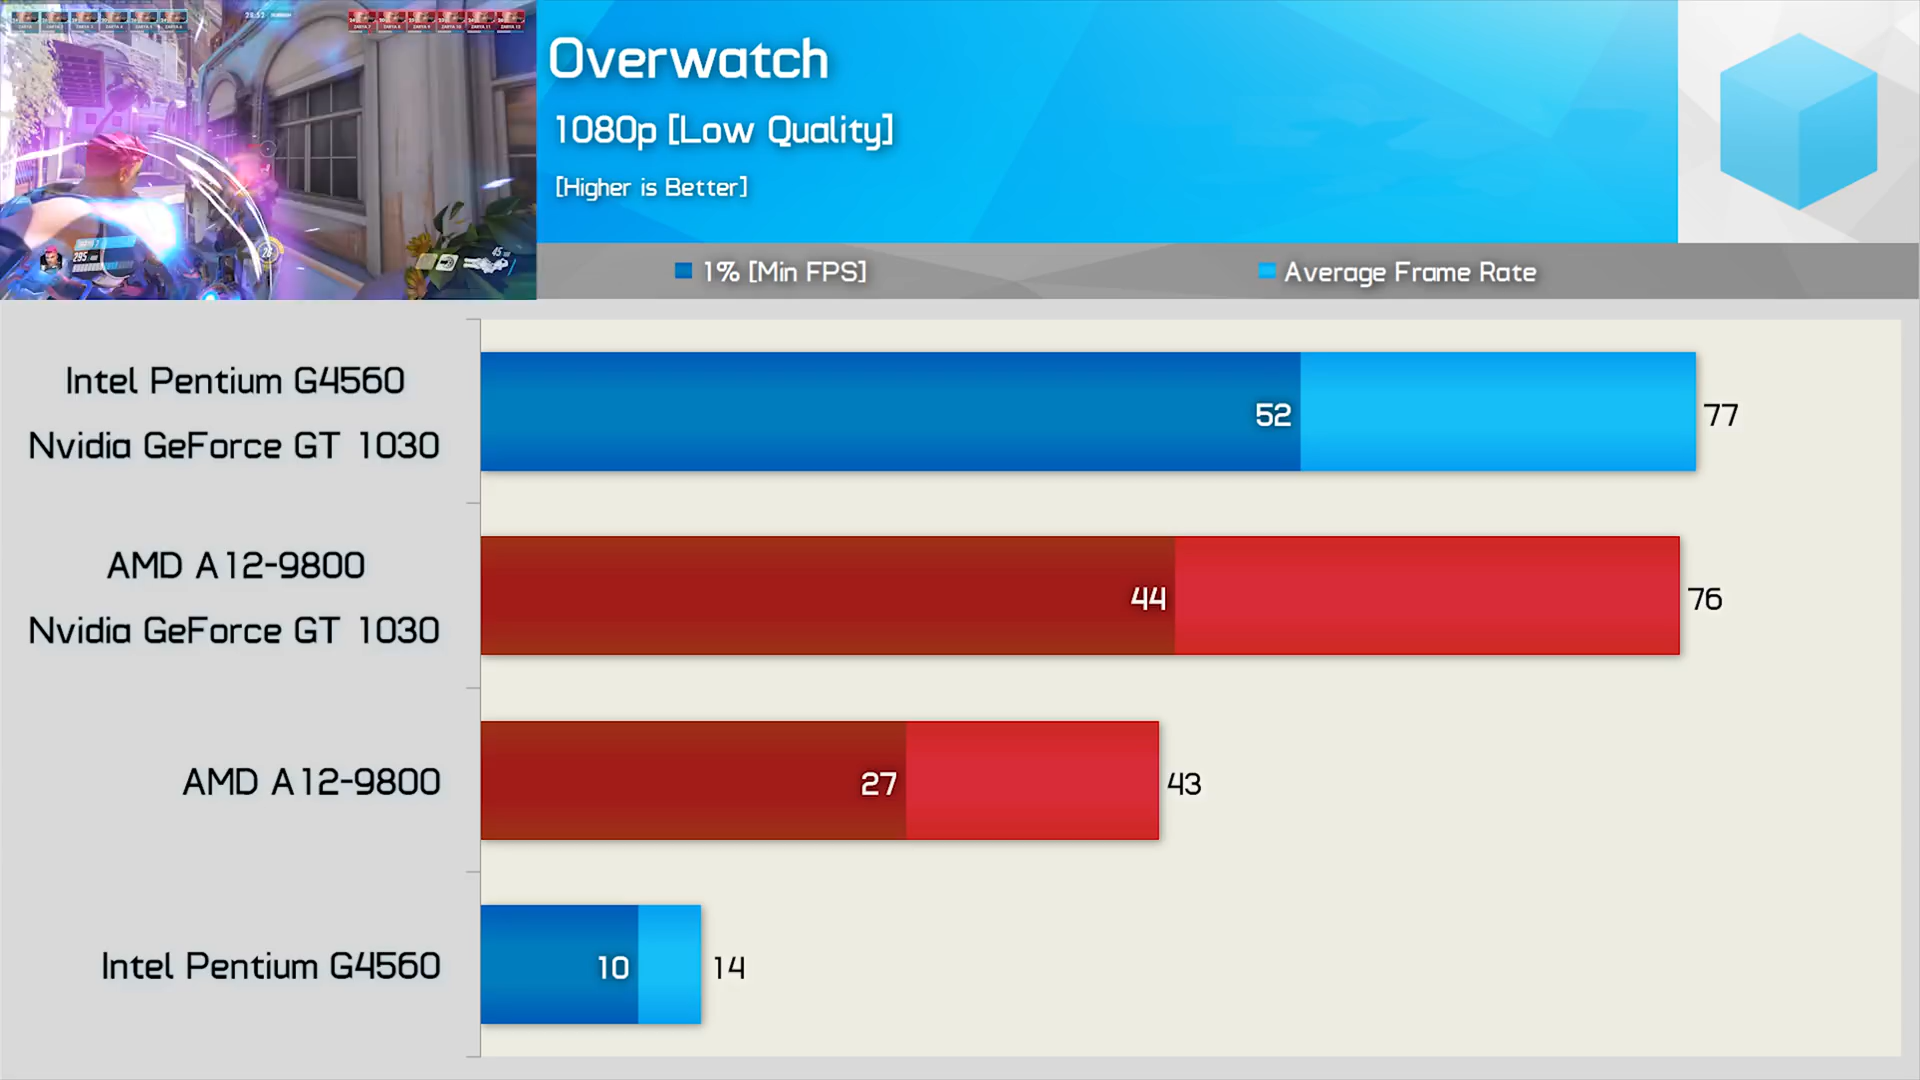 Overwatch
1080p [Low Quality]
[Higher is Better]
1% [Min FPS]
Average Frame Rate
Intel Pentium G4560
Nvidia GeForce GT 1030
52
77
AMD A12-9800
Nvidia GeForce GT 1030
44
76
AMD A12-9800
27
43
Intel Pentium G4560
10
14
295
45